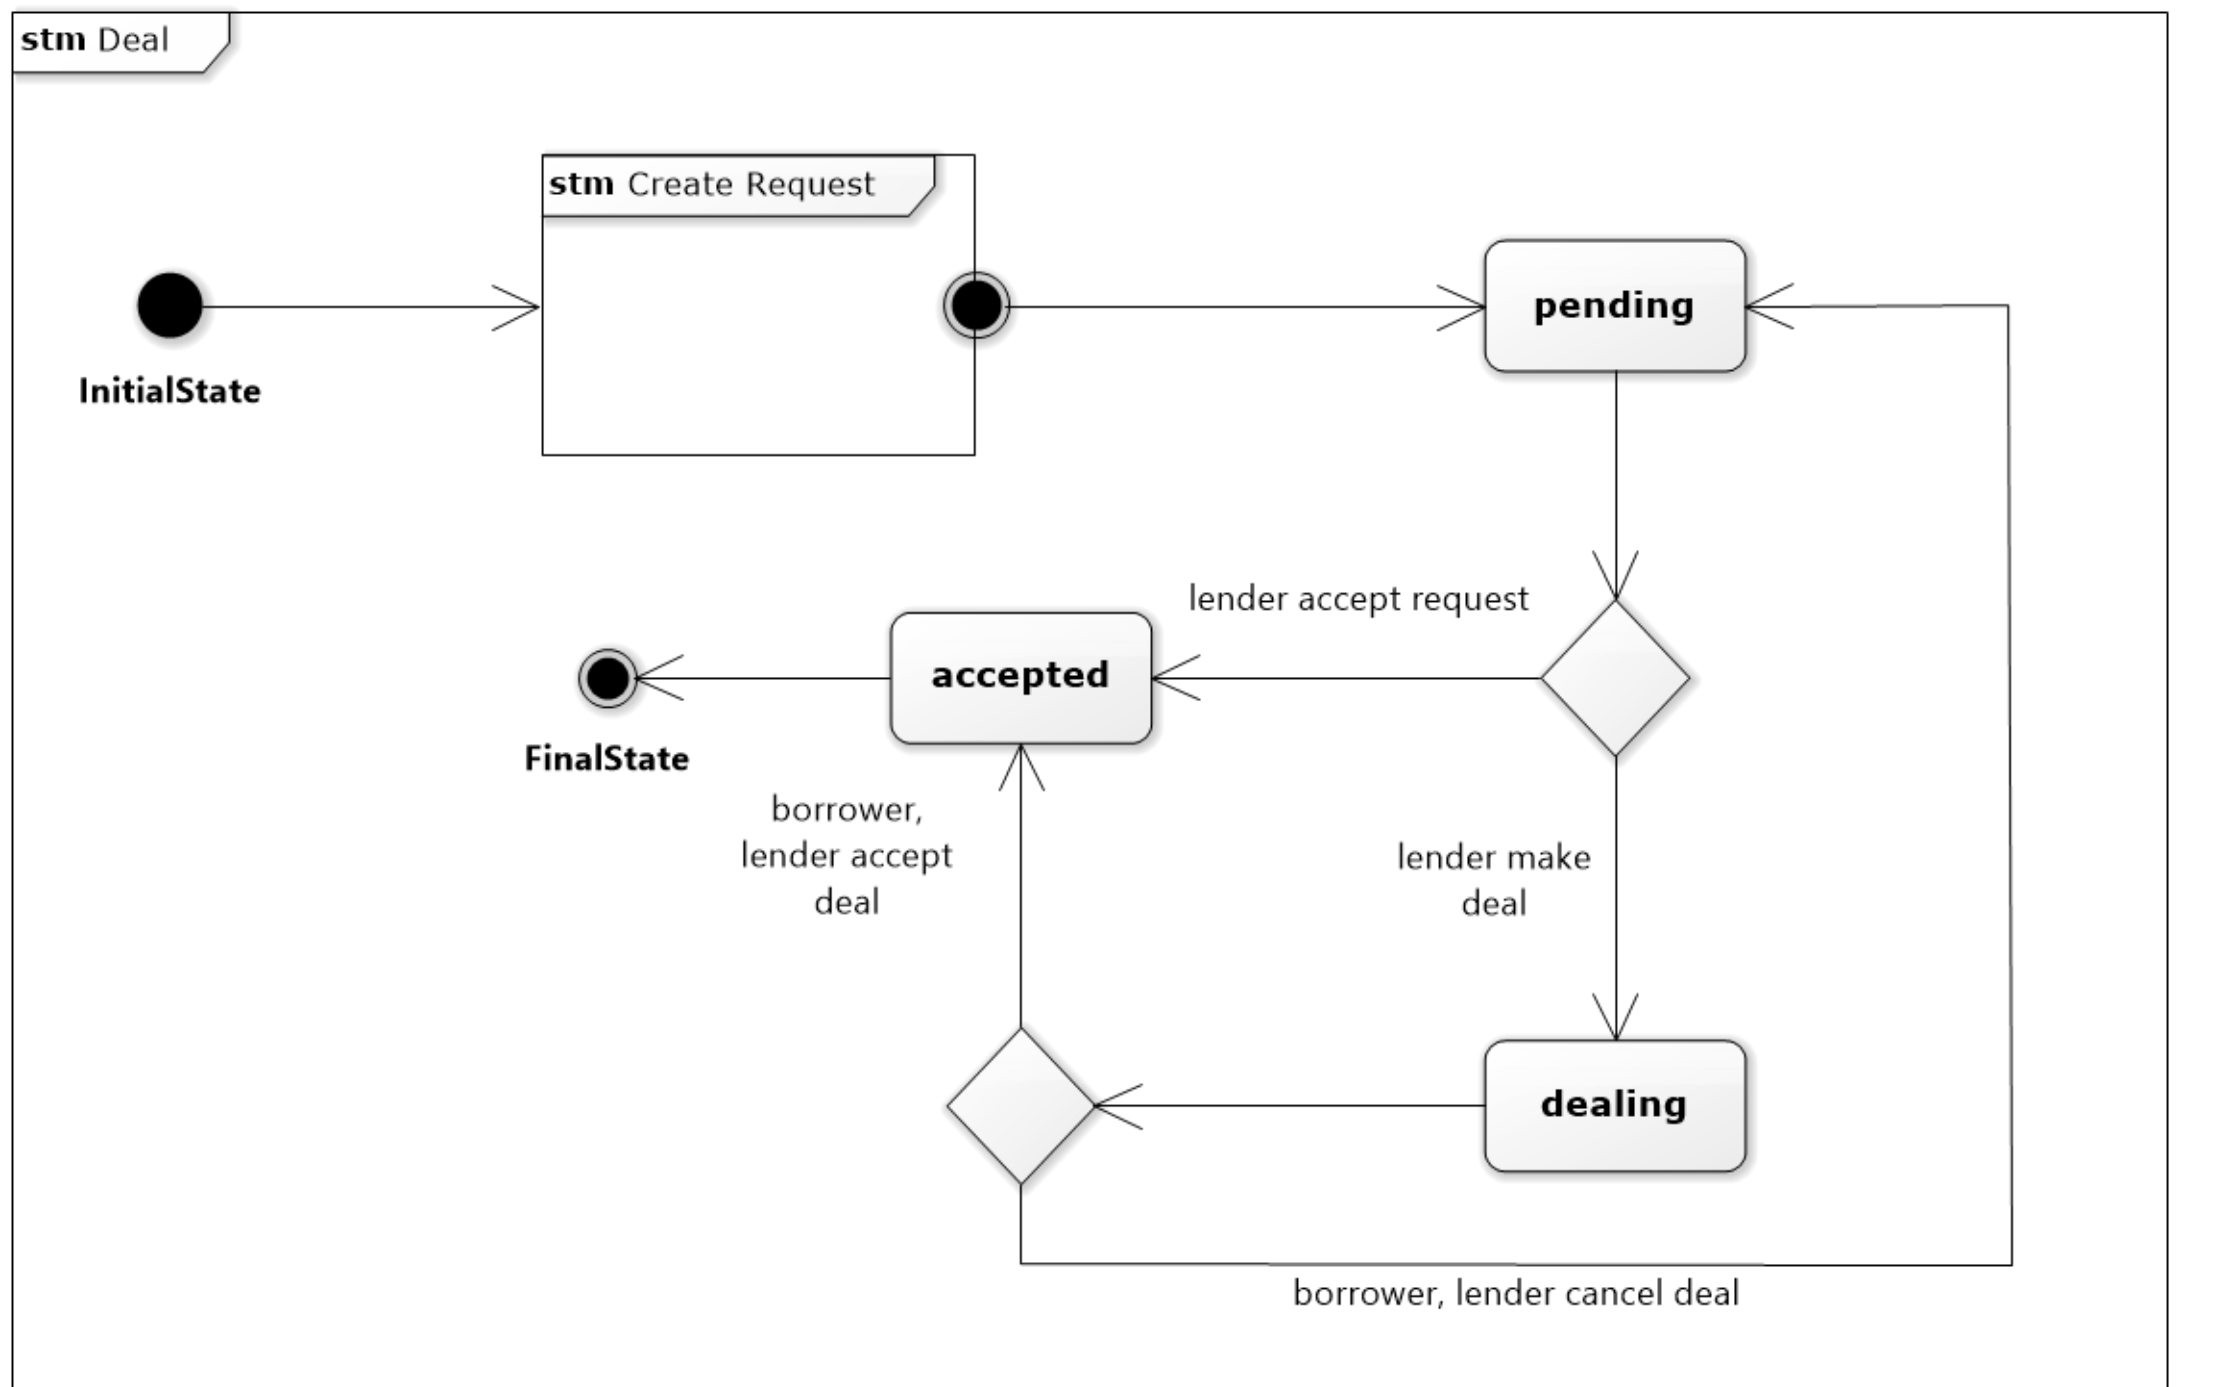 stm Deal
stm Create Request
InitialState
pending
lender accept request
accepted
FinalState
borrower,
lender accept
deal
lender make
deal
dealing
borrower, lender cancel deal